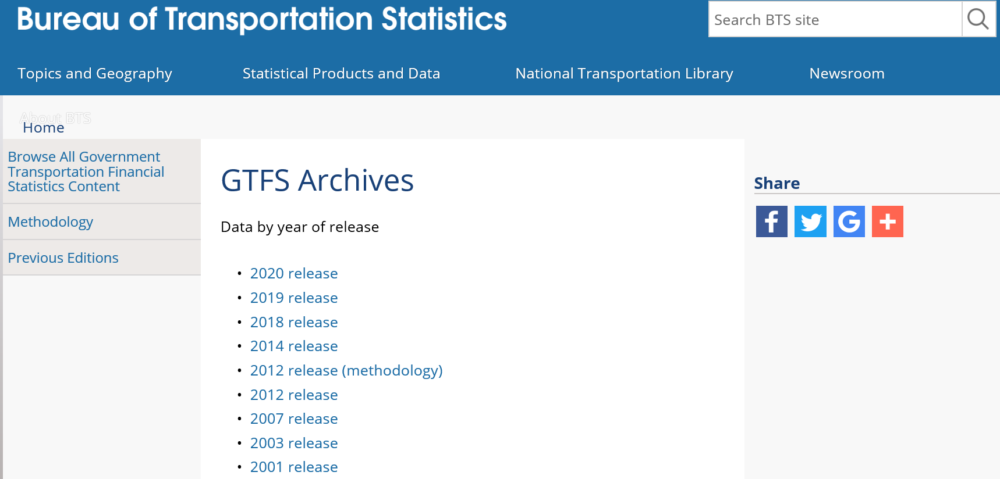 Bureau of Transportation Statistics
Search BTS site
Topics and Geography
Statistical Products and Data
National Transportation Library
Newsroom
About BTS
Home
Browse All Government
Transportation Financial
Statistics Content
Methodology
Previous Editions
GTFS Archives
Data by year of release
• 2020 release
• 2019 release
• 2018 release
• 2014 release
• 2012 release (methodology)
• 2012 release
• 2007 release
• 2003 release
• 2001 release
Share